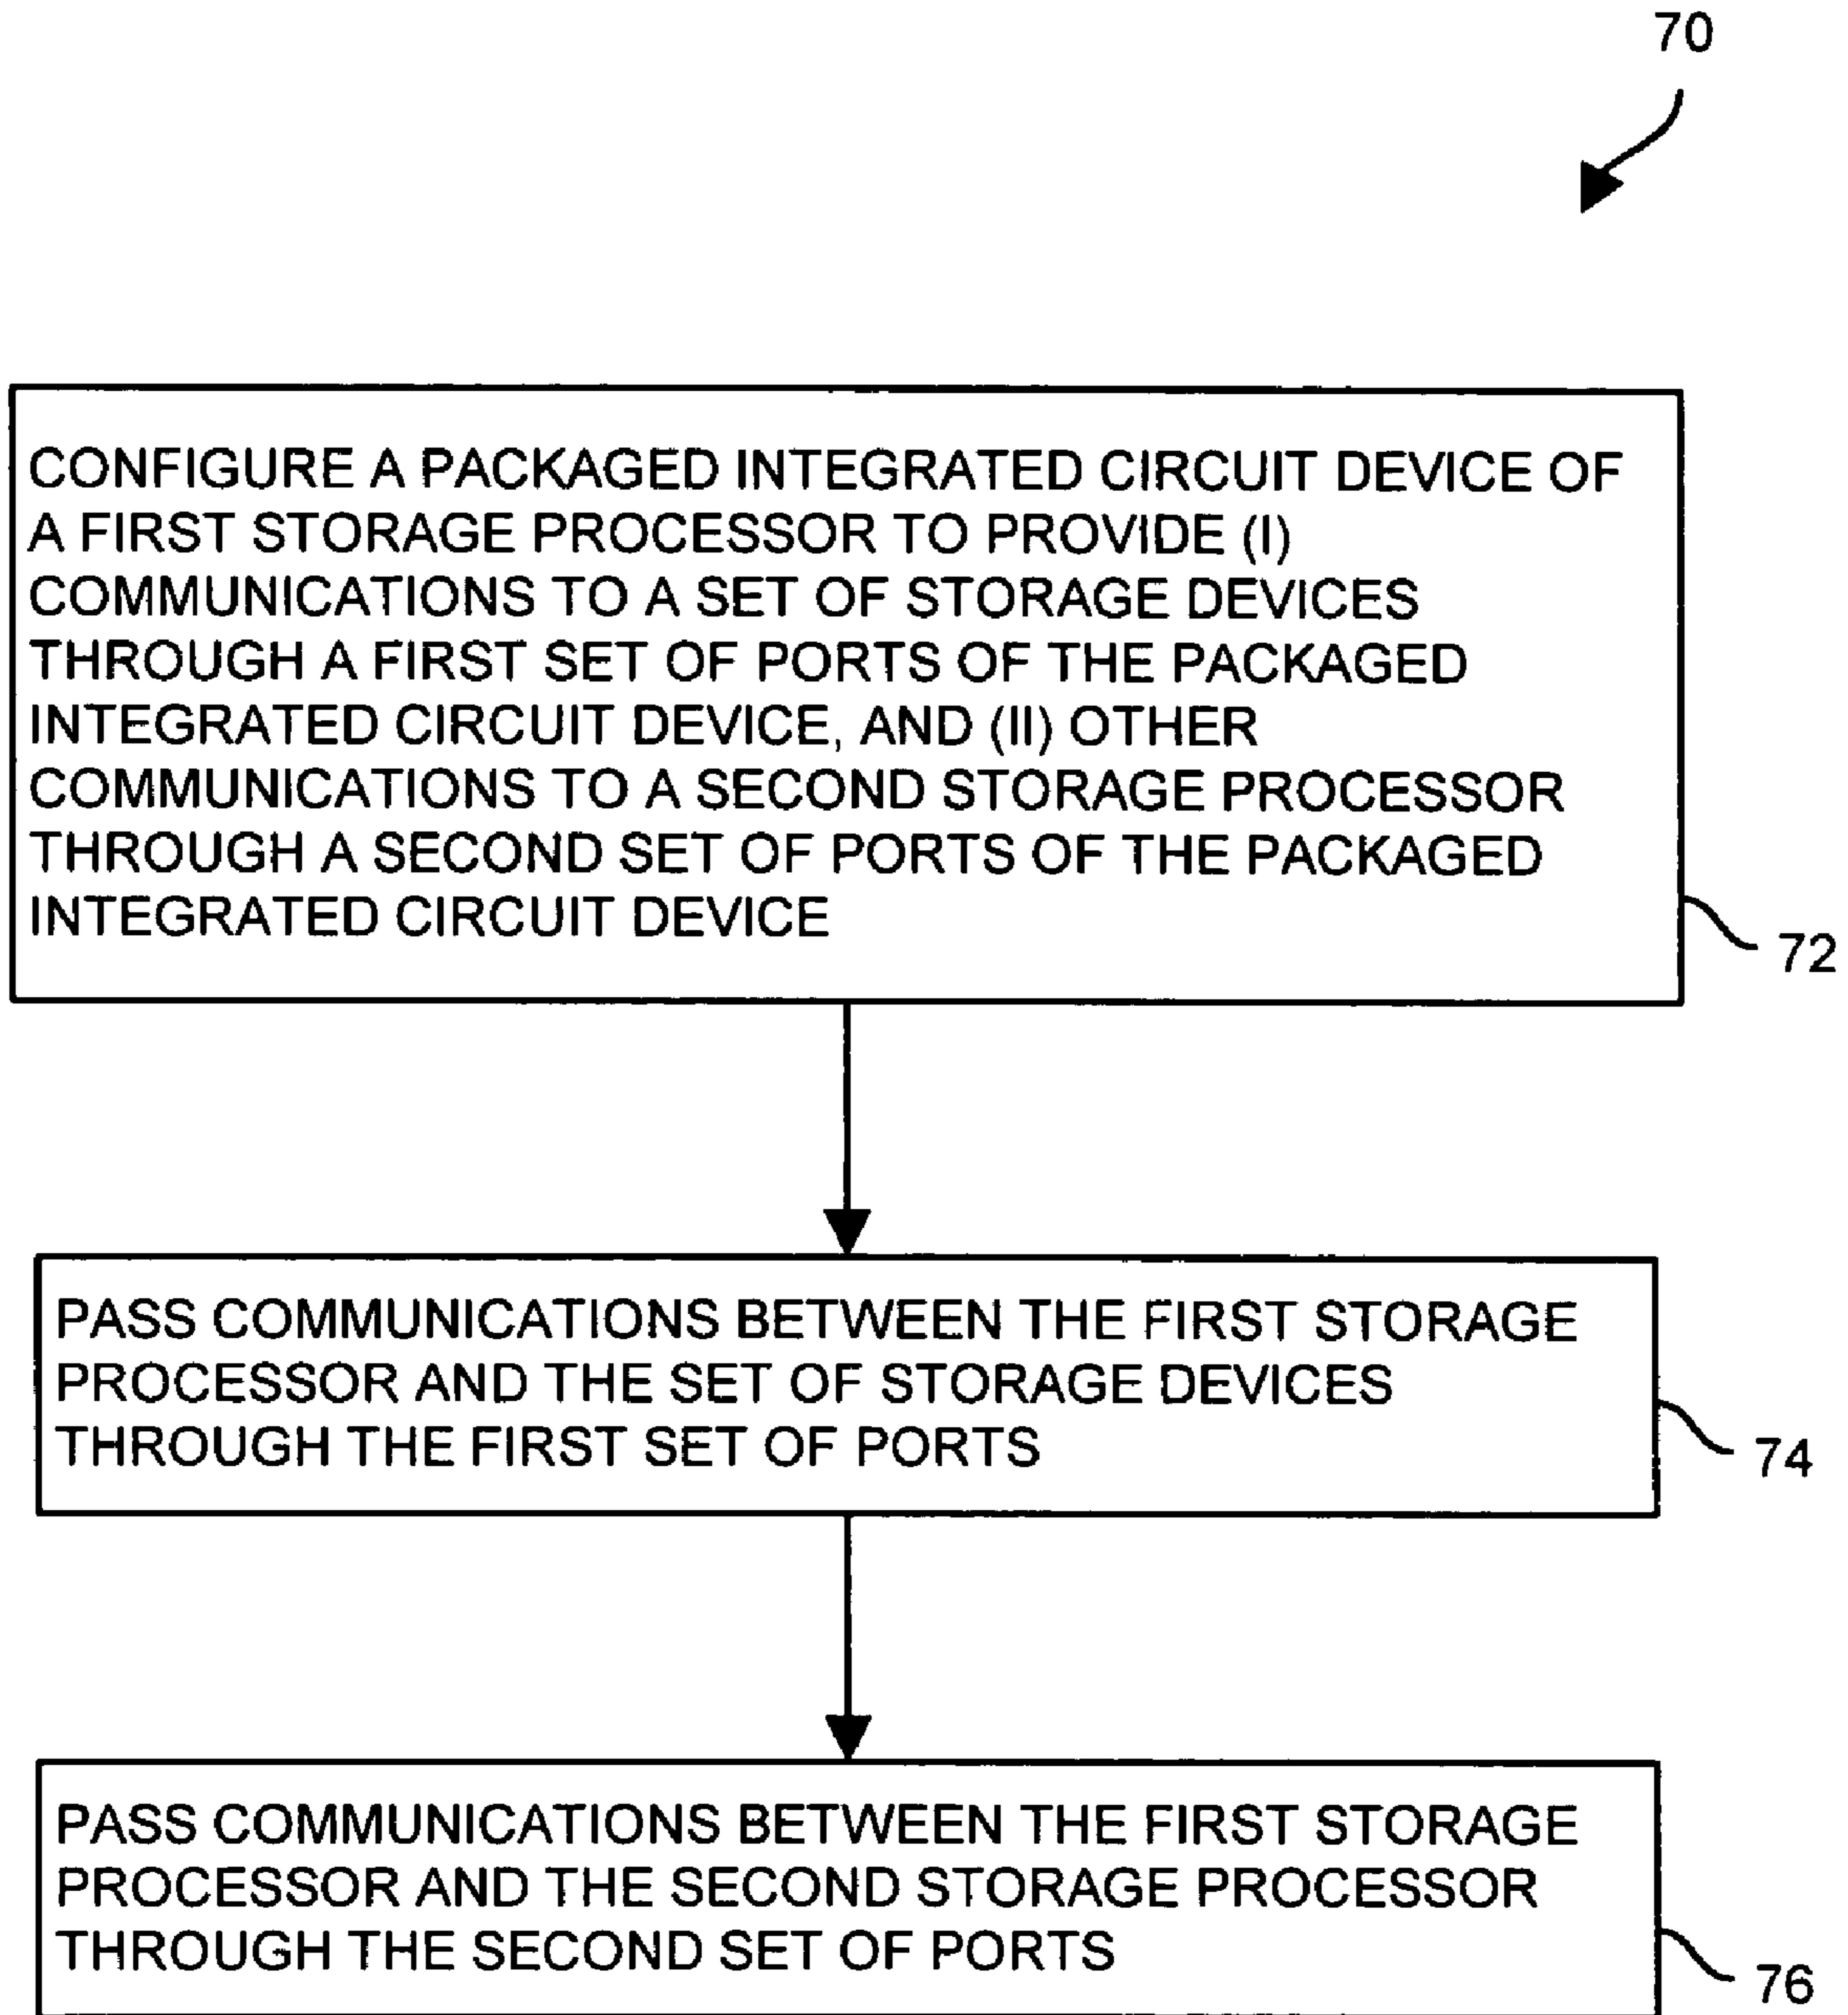 70
CONFIGURE A PACKAGED INTEGRATED CIRCUIT DEVICE OF
A FIRST STORAGE PROCESSOR TO PROVIDE (I)
COMMUNICATIONS TO A SET OF STORAGE DEVICES
THROUGH A FIRST SET OF PORTS OF THE PACKAGED
INTEGRATED CIRCUIT DEVICE, AND (II) OTHER
COMMUNICATIONS TO A SECOND STORAGE PROCESSOR
THROUGH A SECOND SET OF PORTS OF THE PACKAGED
INTEGRATED CIRCUIT DEVICE
72
PASS COMMUNICATIONS BETWEEN THE FIRST STORAGE
PROCESSOR AND THE SET OF STORAGE DEVICES
THROUGH THE FIRST SET OF PORTS
74
PASS COMMUNICATIONS BETWEEN THE FIRST STORAGE
PROCESSOR AND THE SECOND STORAGE PROCESSOR
THROUGH THE SECOND SET OF PORTS
76